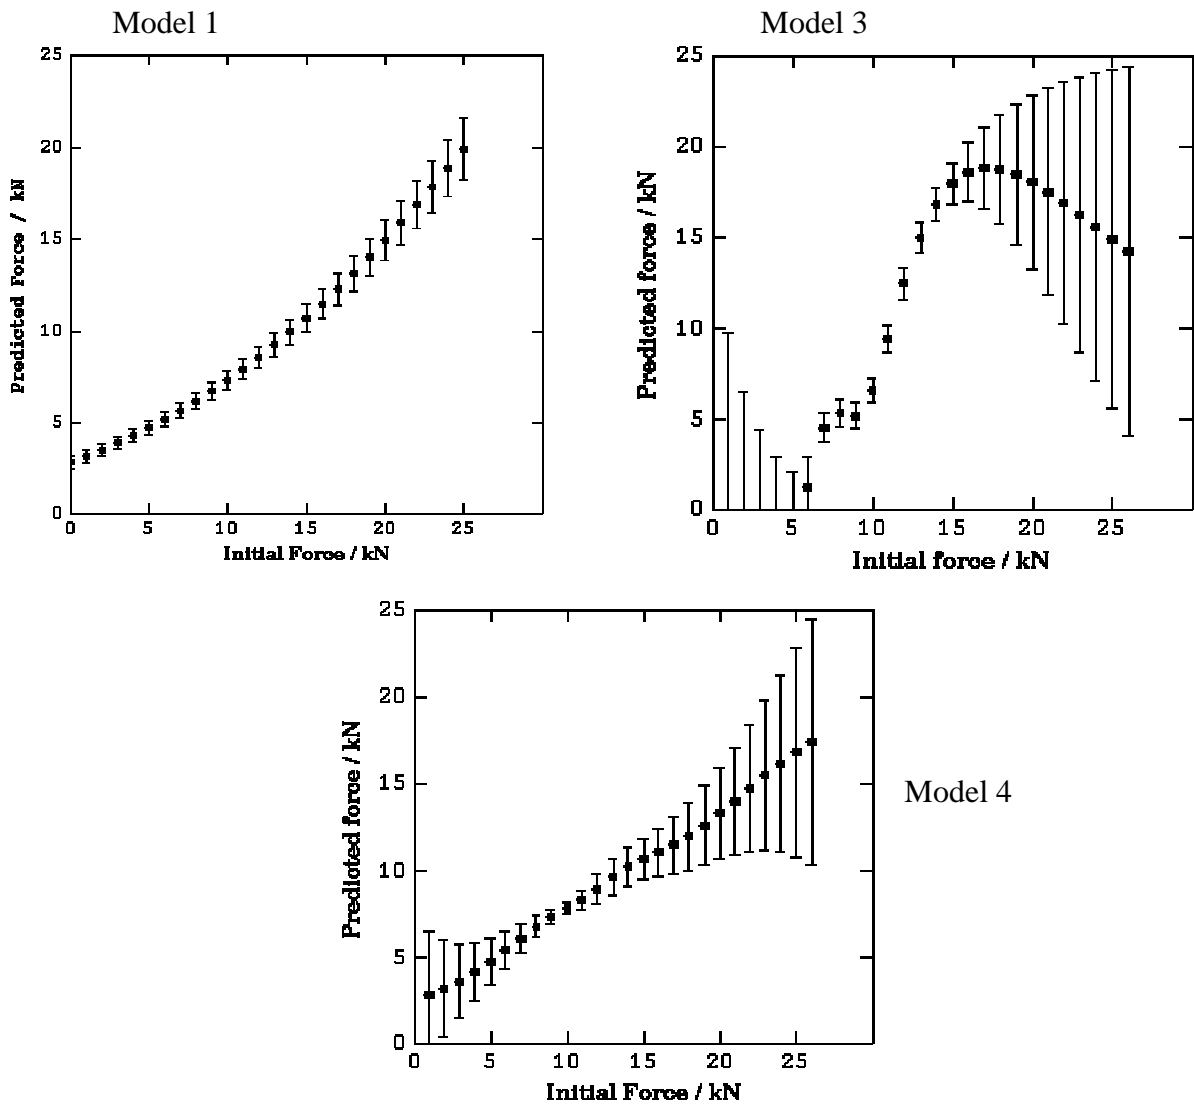 Model 1
25
20
15
10
5
0
Predicted Force / kN
0 5 10 15 20 25
Initial Force / kN
Model 3
25
20
15
10
5
0
Predicted force / kN
0 5 10 15 20 25
Initial force / kN
25
20
15
10
5
0
Predicted force / kN
0 5 10 15 20 25
Initial Force / kN
Model 4